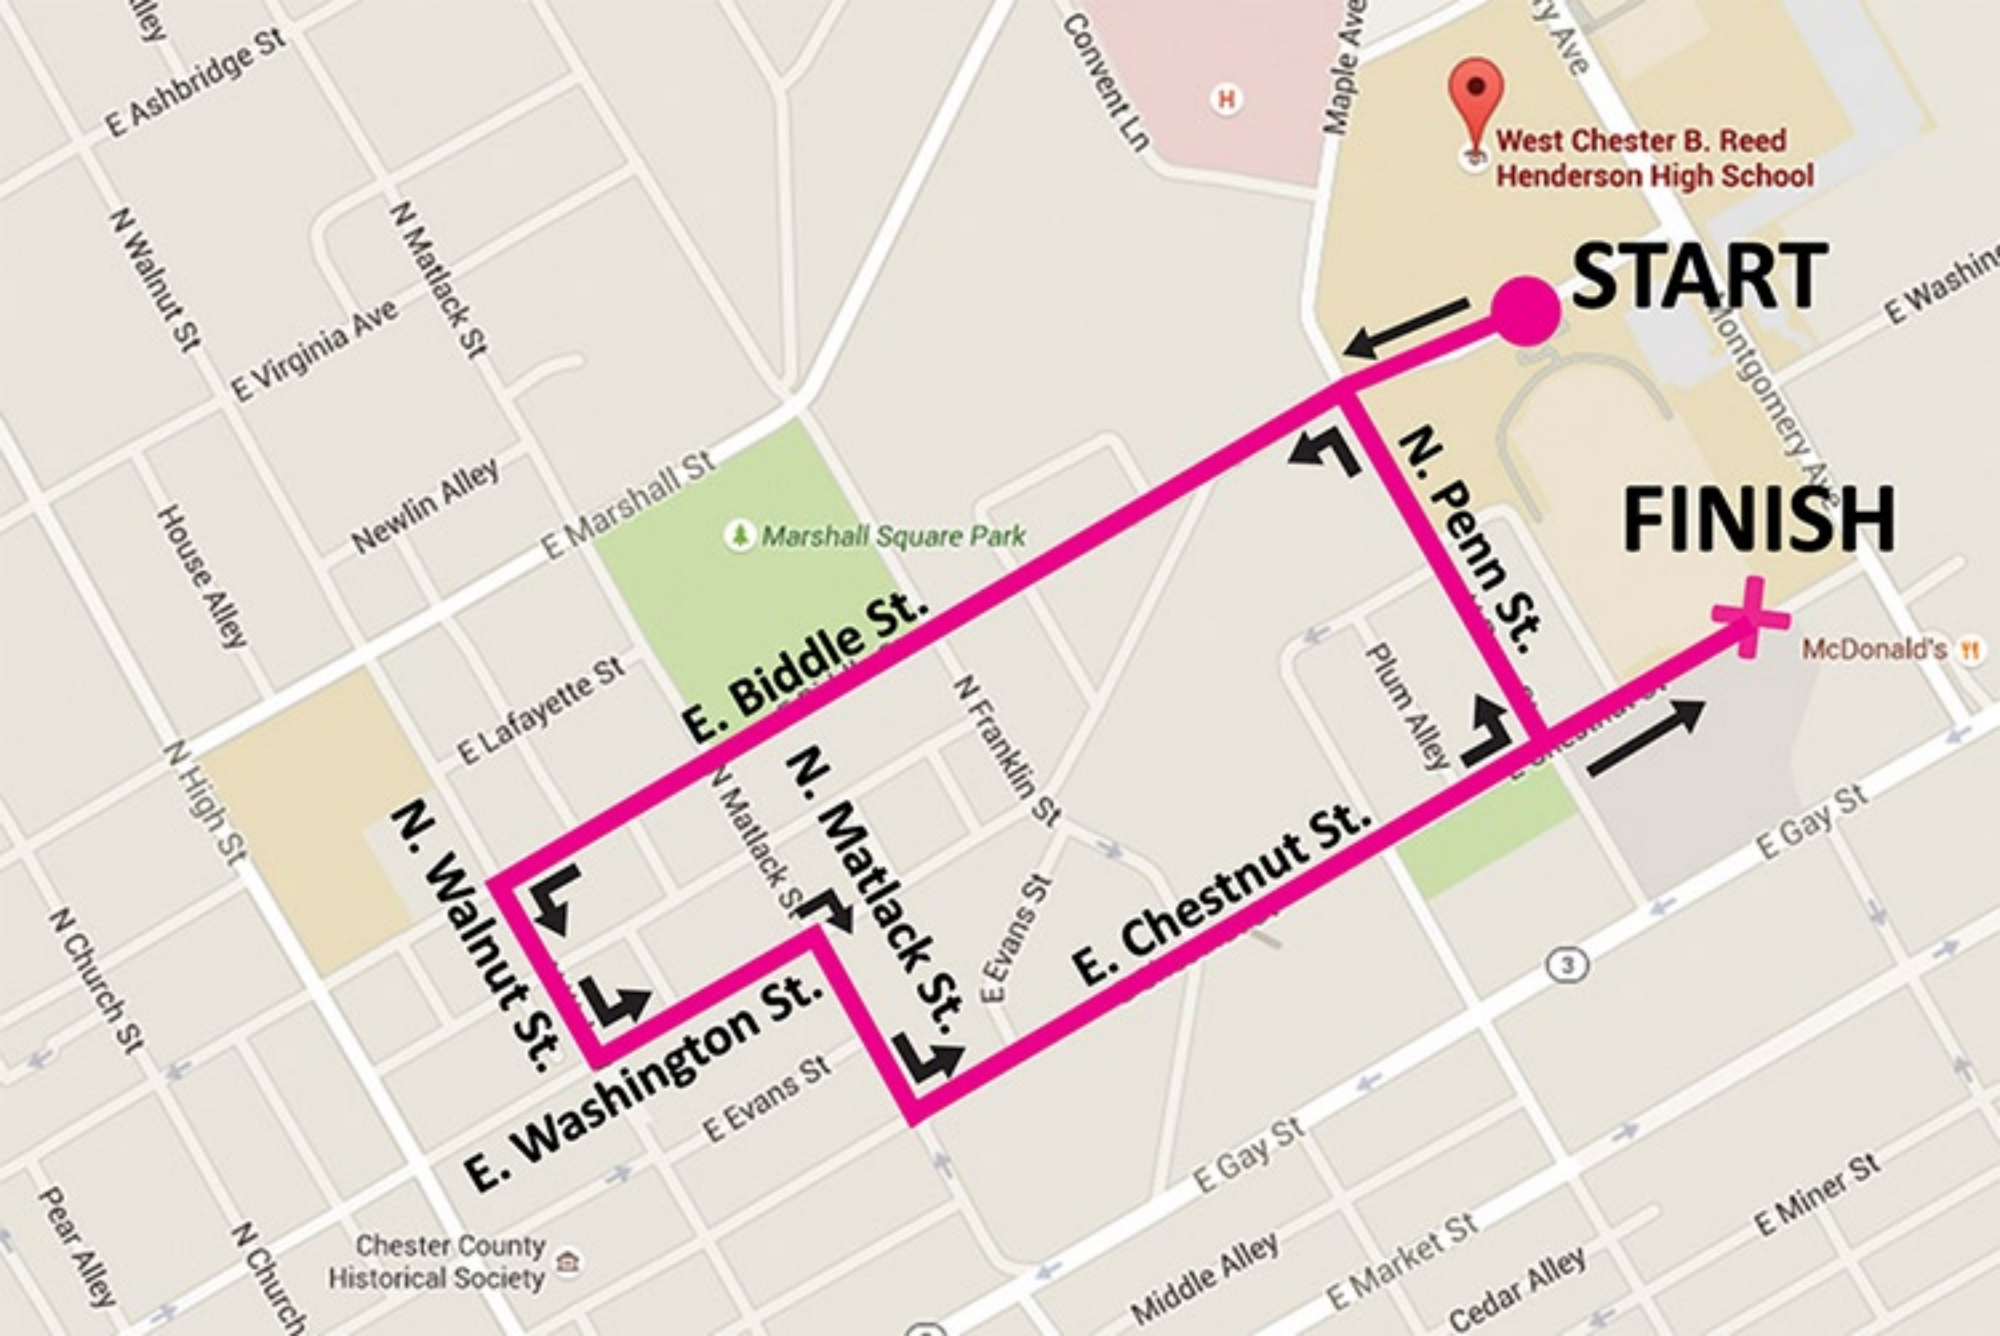 E Ashbridge St
Convent Ln
Maple Ave
H
West Chester B. Reed
Henderson High School
START
N Walnut St
N Matlack St
E Virginia Ave
Montgomery Ave
House Alley
Newlin Alley
E Marshall St
Marshall Square Park
N. Penn St.
FINISH
McDonald's
E. Biddle St.
E Lafayette St
N Franklin St
Plum Alley
N High St
N. Walnut St.
N Matlack St
N. Matlack St.
E Evans St
E. Chestnut St.
E Chestnut St
E Gay St
3
N Church St
E. Washington St.
E Evans St
E Gay St
Pear Alley
N Church
Chester County
Historical Society
Middle Alley
E Market St
Cedar Alley
E Miner St